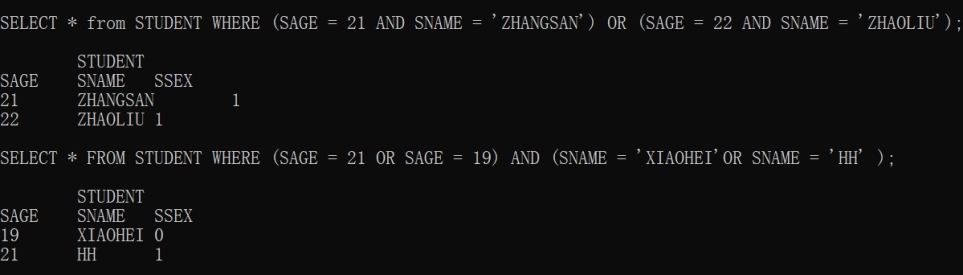 SELECT * from STUDENT WHERE (SAGE = 21 AND SNAME = 'ZHANGSAN') OR (SAGE = 22 AND SNAME = 'ZHAOLIU');
STUDENT
SAGE SNAME SSEX
21 ZHANGSAN 1
22 ZHAOLIU 1
SELECT * FROM STUDENT WHERE (SAGE = 21 OR SAGE = 19) AND (SNAME = 'XIAOHEI'OR SNAME = 'HH' );
STUDENT
SAGE SNAME SSEX
19 XIAOHEI 0
21 HH 1